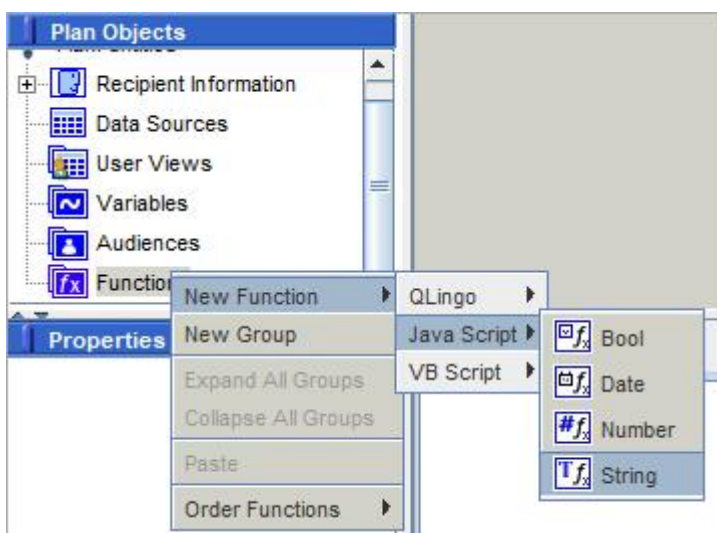 Plan Objects
Recipient Information
Data Sources
User Views
Variables
Audiences
New Function
New Group
Expand All Groups
Collapse All Groups
Paste
Order Functions
QLingo
Java Script
VB Script
Bool
Date
Number
String
Properties